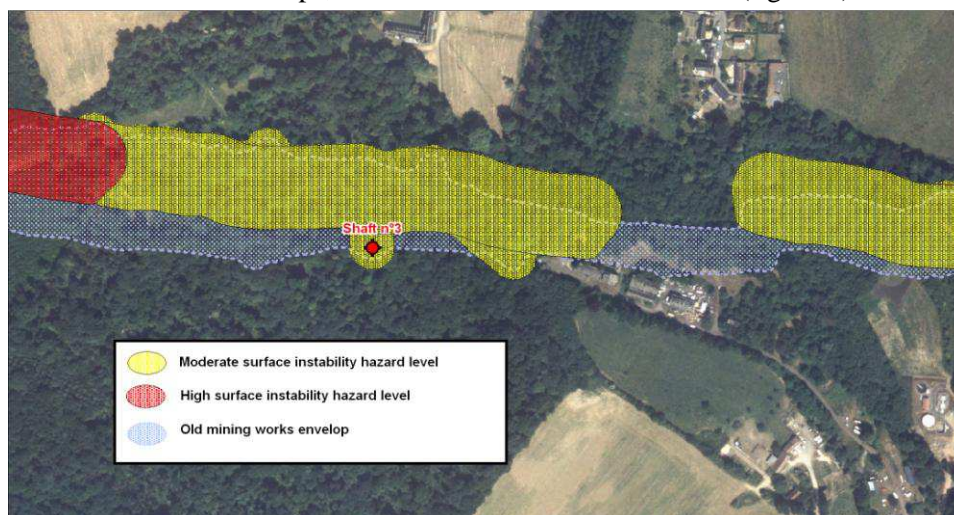 Shaft n°3
Moderate surface instability hazard level
High surface instability hazard level
Old mining works envelop